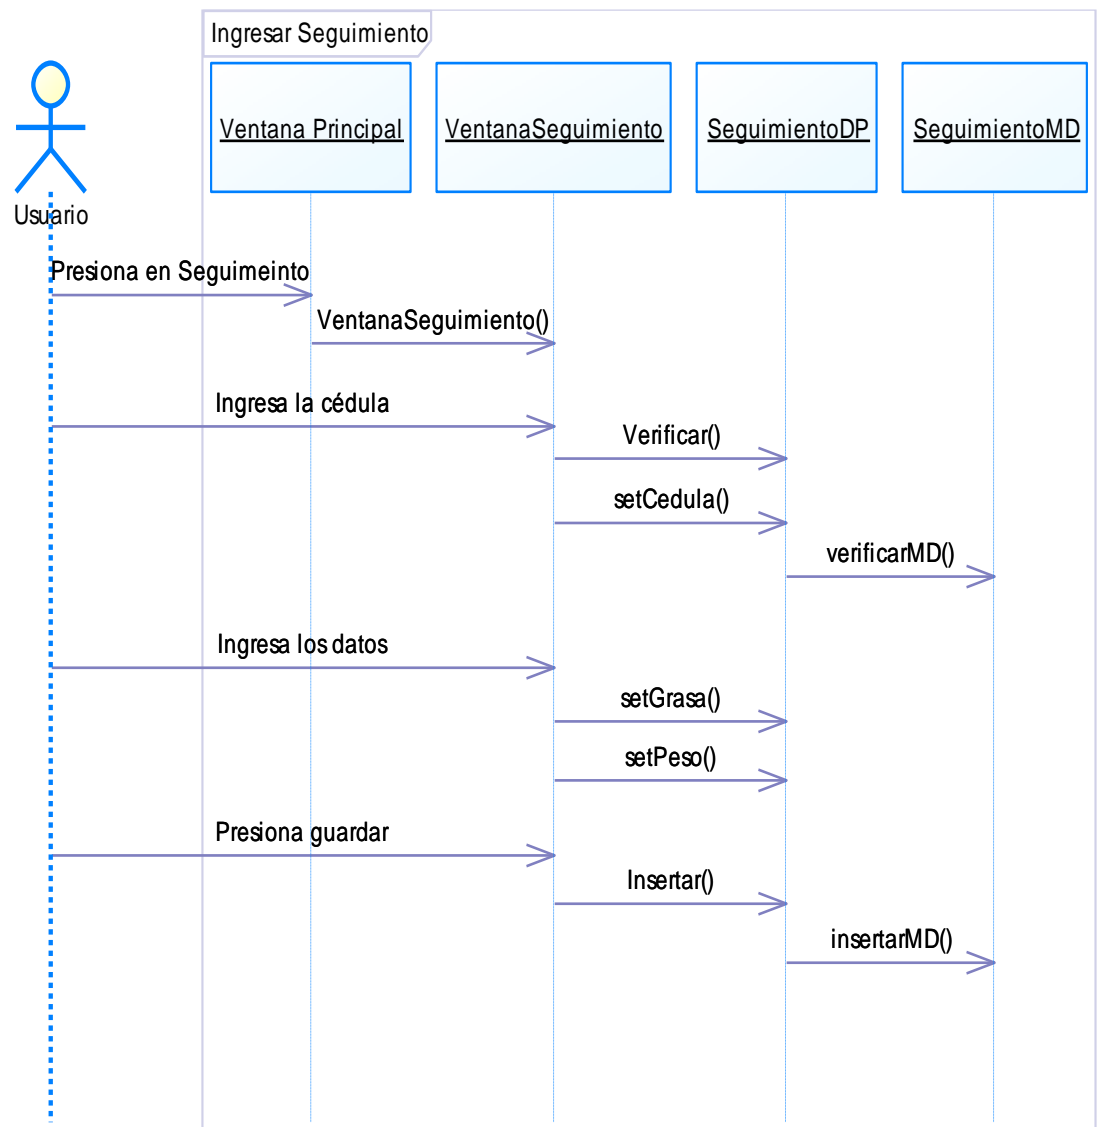 Ingresar Seguimiento
Ventana Principal
VentanaSeguimiento
SeguimientoDP
SeguimientoMD
Usuario
Presiona en Seguimeinto
VentanaSeguimiento()
Ingresa la cédula
Verificar()
setCedula()
verificarMD()
Ingresa los datos
setGrasa()
setPeso()
Presiona guardar
Insertar()
insertarMD()